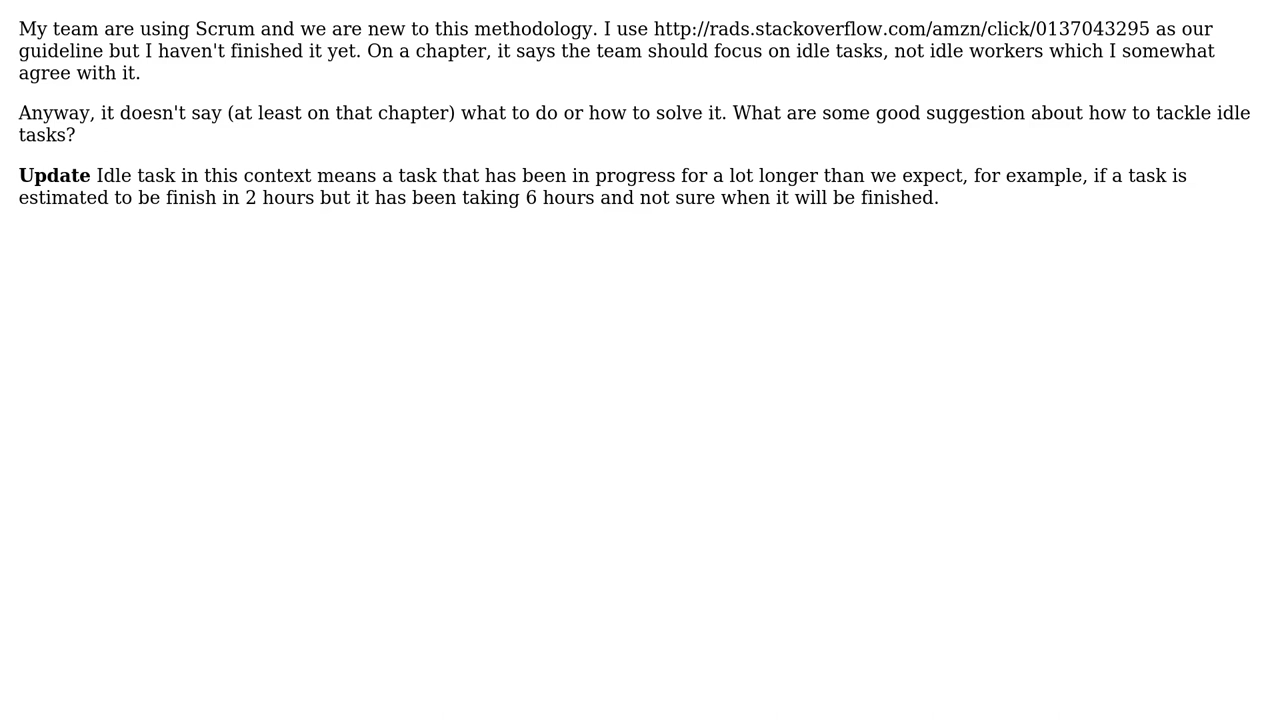 My team are using Scrum and we are new to this methodology. I use http://rads.stackoverflow.com/amzn/click/0137043295 as our
guideline but I haven't finished it yet. On a chapter, it says the team should focus on idle tasks, not idle workers which I somewhat
agree with it.
Anyway, it doesn't say (at least on that chapter) what to do or how to solve it. What are some good suggestion about how to tackle idle
tasks?
Update Idle task in this context means a task that has been in progress for a lot longer than we expect, for example, if a task is
estimated to be finish in 2 hours but it has been taking 6 hours and not sure when it will be finished.